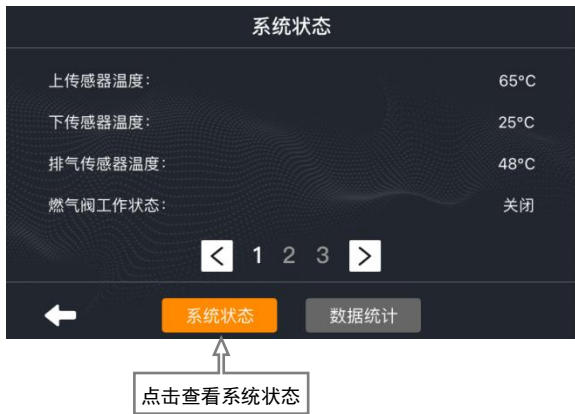 系统状态
上传感器温度： 65°C
下传感器温度： 25°C
排气传感器温度： 48°C
燃气阀工作状态： 关闭
< 1 2 3 >
系统状态 数据统计
点击查看系统状态